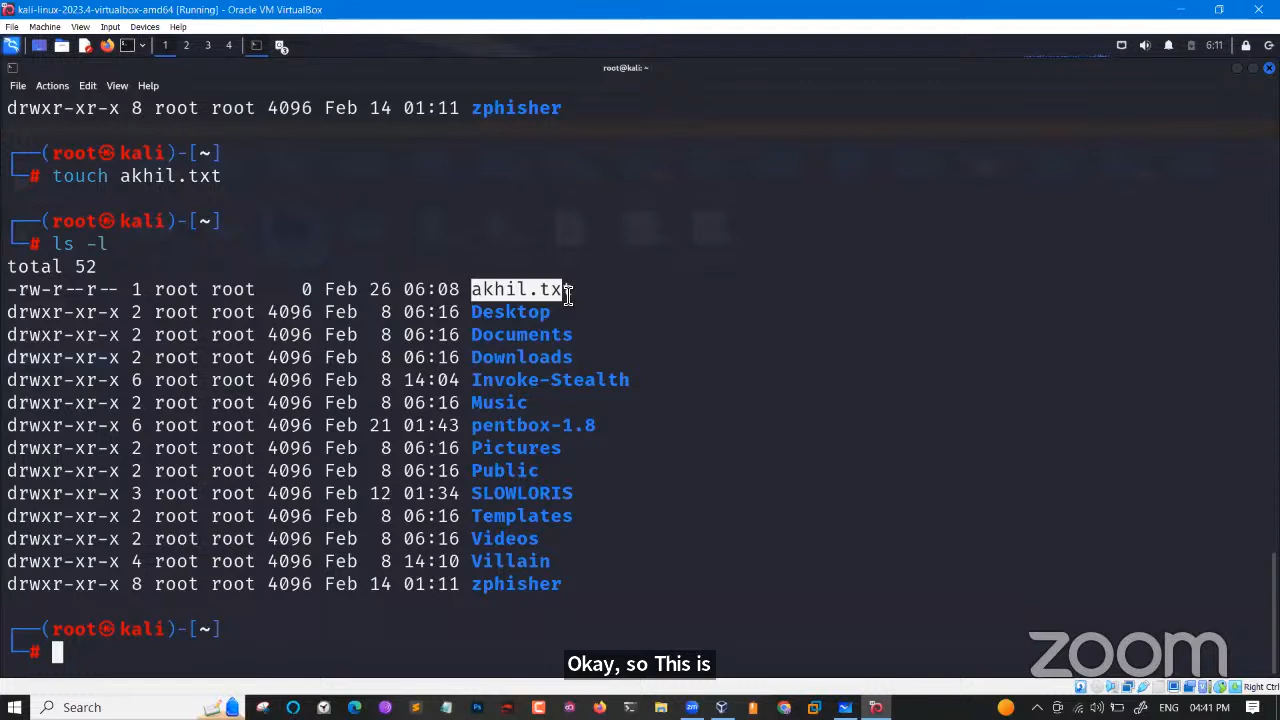 kali-linux-2023.4-virtualbox-amd64 [Running] - Oracle VM VirtualBox
File Machine View Input Devices Help
1 2 3 4 6:11
root@kali: ~
File Actions Edit View Help
drwxr-xr-x 8 root root 4096 Feb 14 01:11 zphisher
┌──(root㉿kali)-[~]
└─# touch akhil.txt
┌──(root㉿kali)-[~]
└─# ls -l
total 52
-rw-r--r-- 1 root root 0 Feb 26 06:08 akhil.txt
drwxr-xr-x 2 root root 4096 Feb 8 06:16 Desktop
drwxr-xr-x 2 root root 4096 Feb 8 06:16 Documents
drwxr-xr-x 2 root root 4096 Feb 8 06:16 Downloads
drwxr-xr-x 6 root root 4096 Feb 8 14:04 Invoke-Stealth
drwxr-xr-x 2 root root 4096 Feb 8 06:16 Music
drwxr-xr-x 6 root root 4096 Feb 21 01:43 pentbox-1.8
drwxr-xr-x 2 root root 4096 Feb 8 06:16 Pictures
drwxr-xr-x 2 root root 4096 Feb 8 06:16 Public
drwxr-xr-x 3 root root 4096 Feb 12 01:34 SLOWLORIS
drwxr-xr-x 2 root root 4096 Feb 8 06:16 Templates
drwxr-xr-x 2 root root 4096 Feb 8 06:16 Videos
drwxr-xr-x 4 root root 4096 Feb 8 14:10 Villain
drwxr-xr-x 8 root root 4096 Feb 14 01:11 zphisher
┌──(root㉿kali)-[~]
└─#
Okay, so This is
zoom
Right Ctrl
Search ENG 04:41 PM